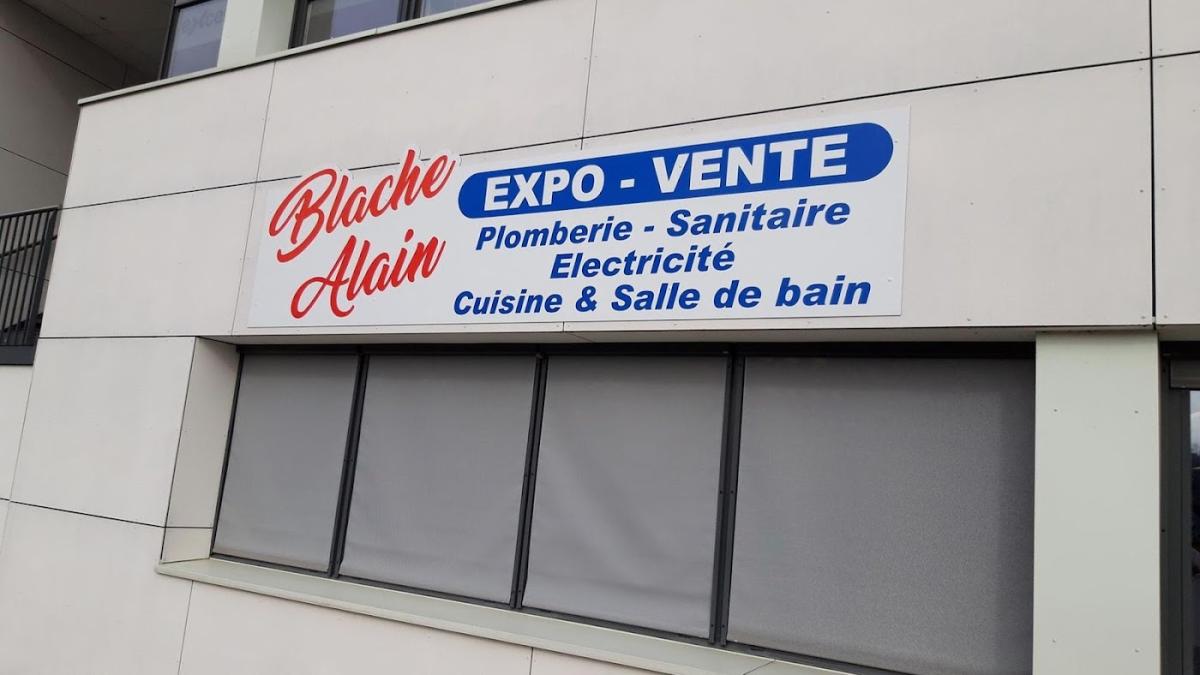 Blache
Alain
EXPO - VENTE
Plomberie - Sanitaire
Electricité
Cuisine & Salle de bain